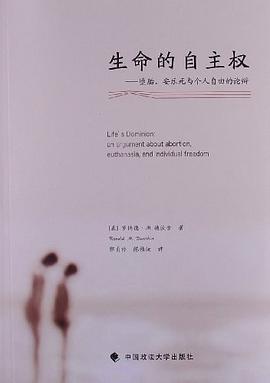 生命的自主权
——堕胎、安乐死与个人自由的论辩
Life's Dominion:
an argument about abortion,
euthanasia, and individual freedom
[美] 罗纳德·M·德沃金 著
Ronald M. Dworkin
郭贞伶 陈雅汝 译
中国政法大学出版社